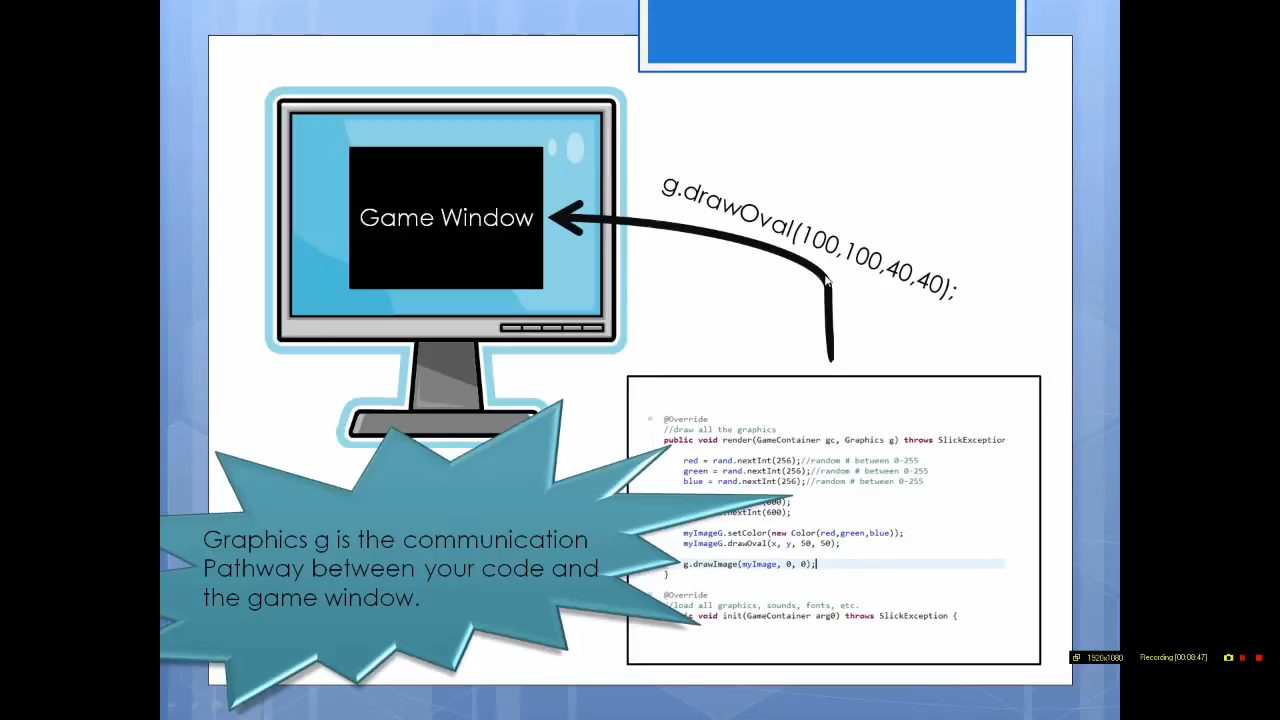 Game Window
g.drawOval(100,100,40,40);
@Override
//draw all the graphics
public void render(GameContainer gc, Graphics g) throws SlickException
red = rand.nextInt(256);//random # between 0-255
green = rand.nextInt(256);//random # between 0-255
blue = rand.nextInt(256);//random # between 0-255
(600);
nextInt(600);
myImageG.setColor(new Color(red,green,blue));
myImageG.drawOval(x, y, 50, 50);
g.drawImage(myImage, 0, 0);
}
@Override
//load all graphics, sounds, fonts, etc.
void init(GameContainer arg0) throws SlickException {
Graphics g is the communication
Pathway between your code and
the game window.
1920x1080 Recording [00:08:47]